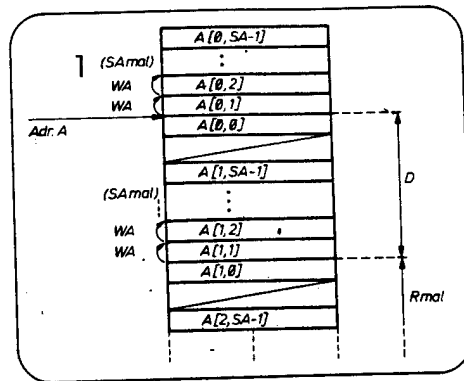 A[0,SA-1]
1 (SAmal)
WA A[0,2]
WA A[0,1]
Adr. A A[0,0]
A[1,SA-1]
D
(SAmal)
WA A[1,2]
WA A[1,1]
A[1,0]
Rmal
A[2,SA-1]